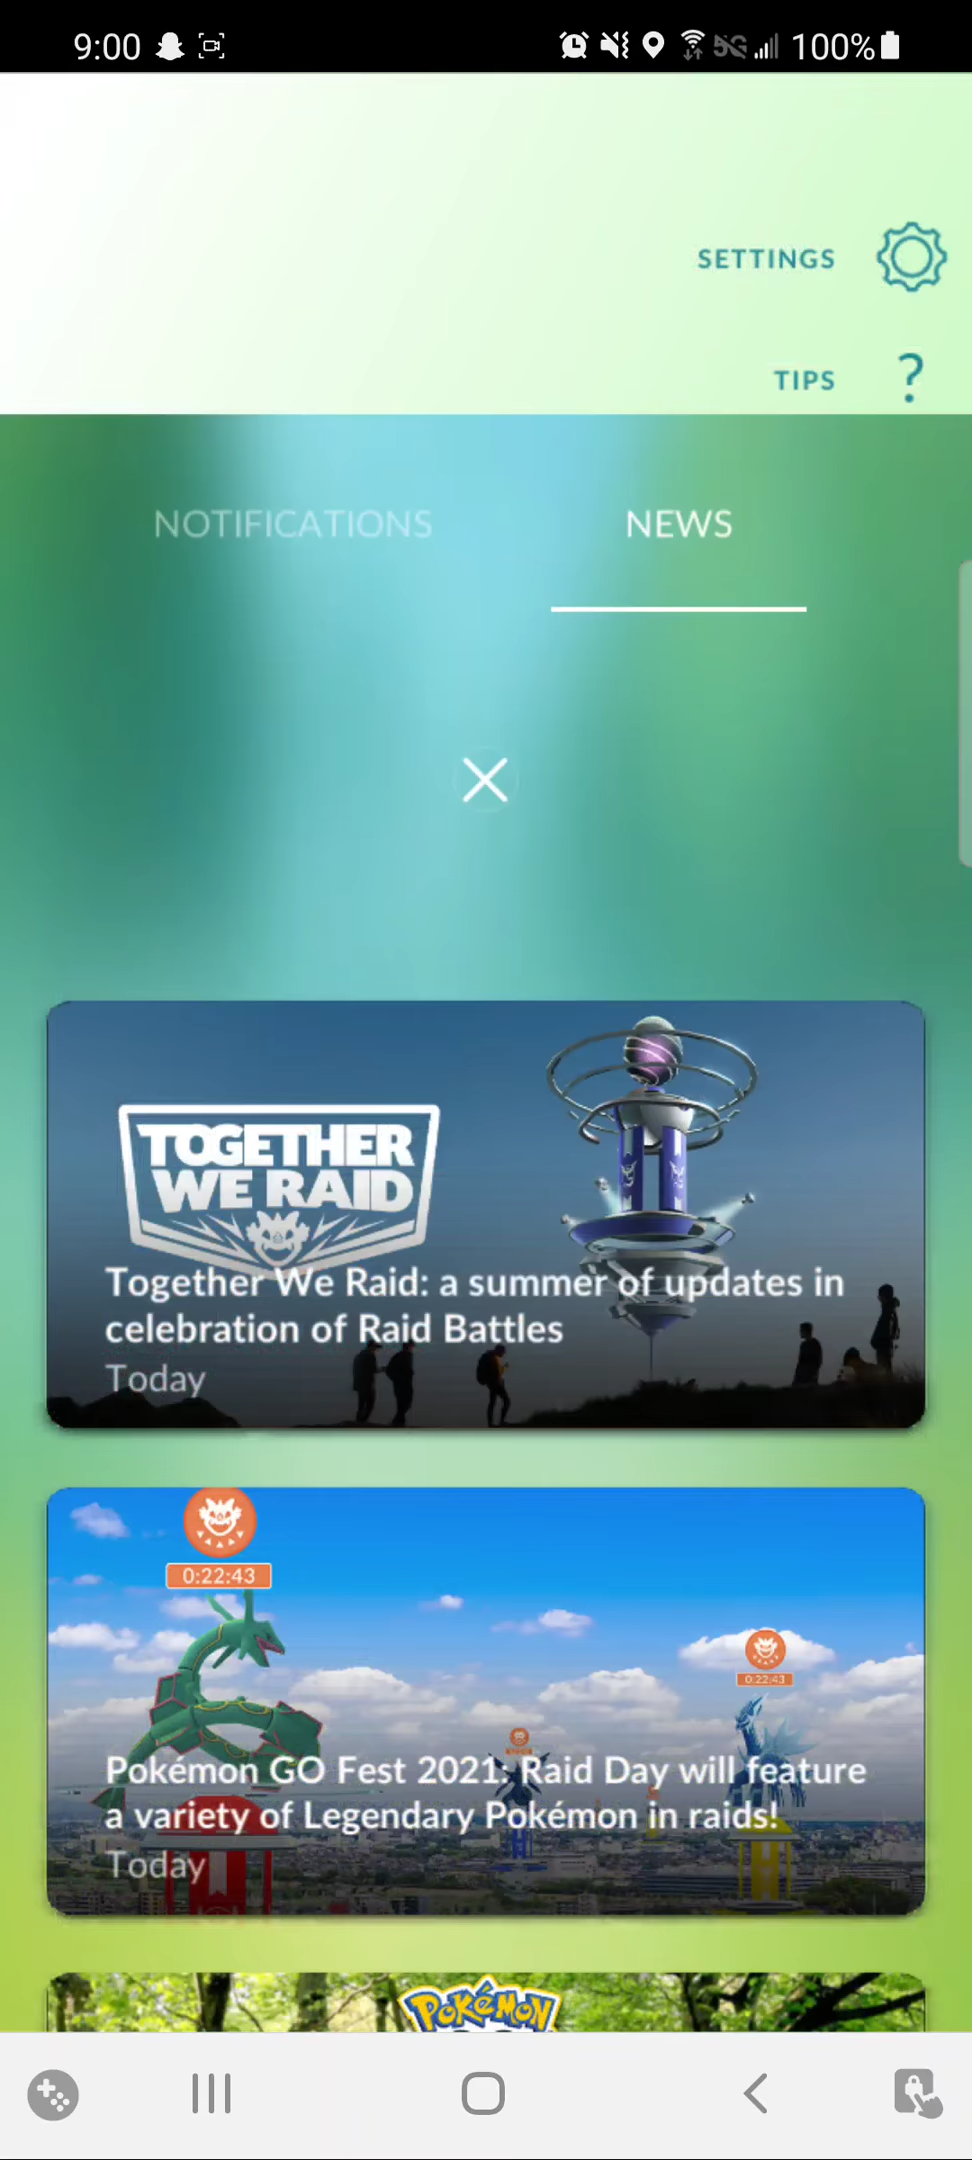 9:00
5G
100%
SETTINGS
TIPS
?
NOTIFICATIONS
NEWS
TOGETHER
WE RAID
Together We Raid: a summer of updates in
celebration of Raid Battles
Today
0:22:43
0:22:43
Pokémon GO Fest 2021: Raid Day will feature
a variety of Legendary Pokémon in raids!
Today
POKéMON